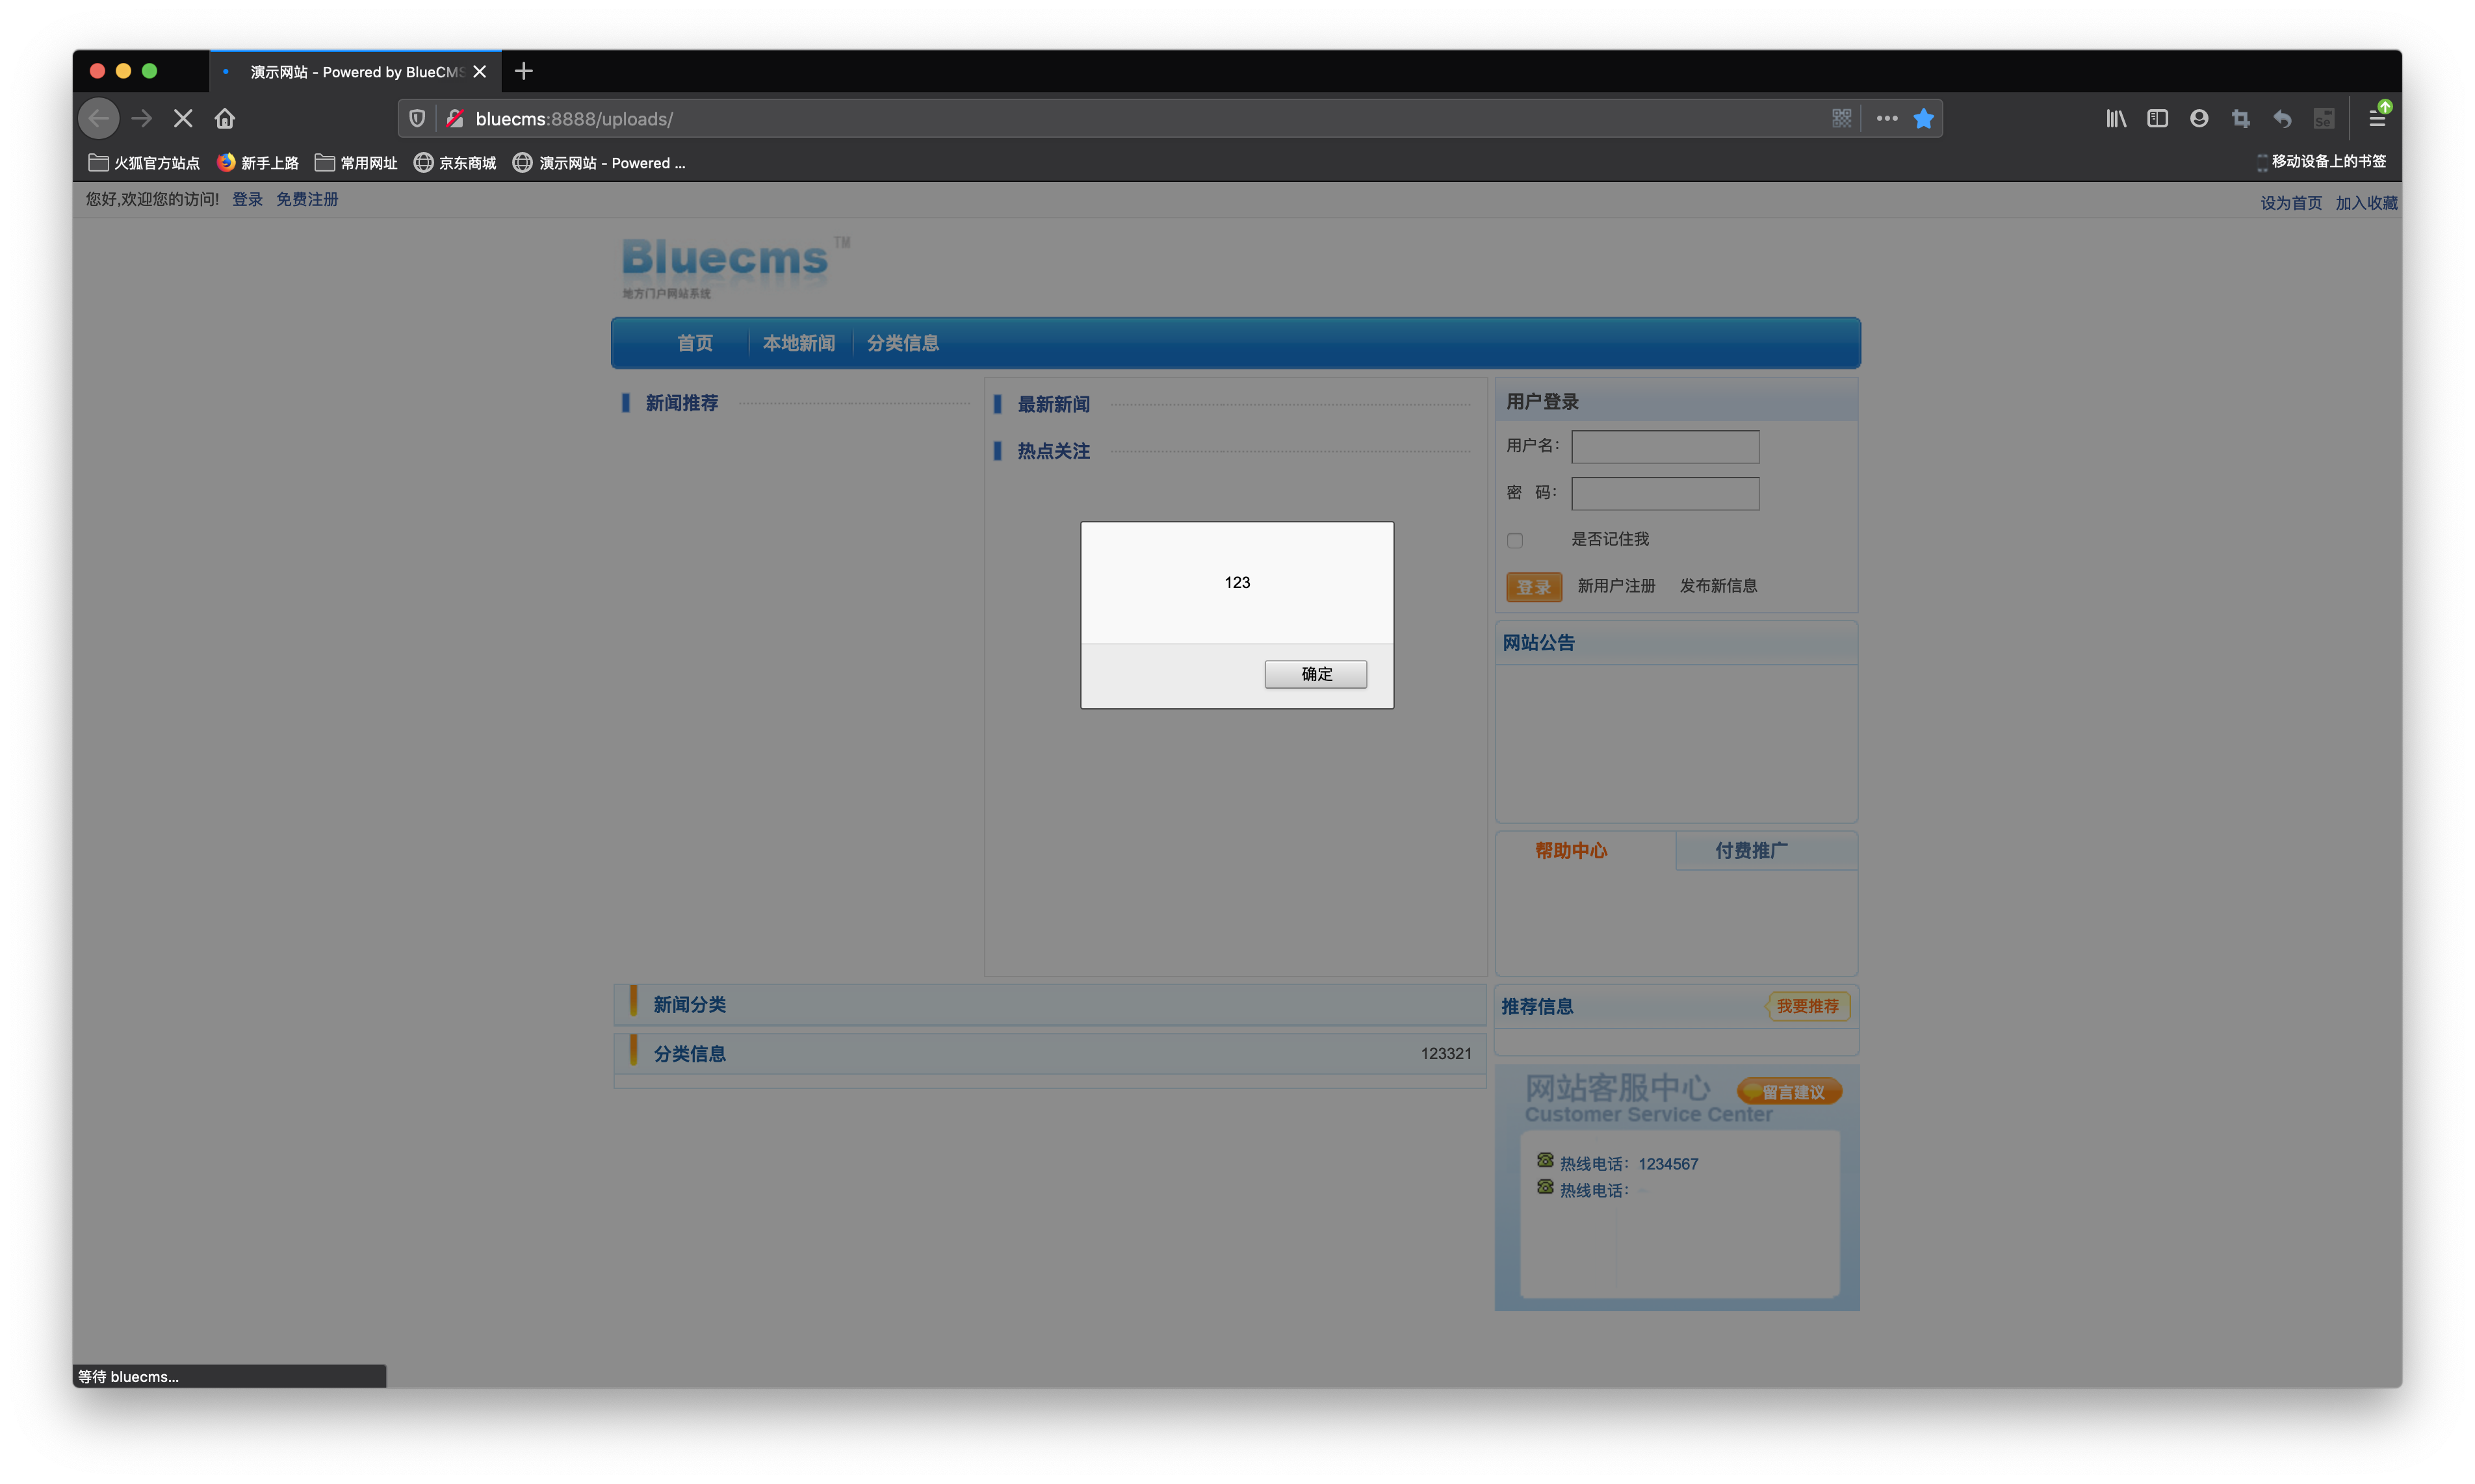 演示网站 - Powered by BlueCMS
bluecms:8888/uploads/
火狐官方站点 新手上路 常用网址 京东商城 演示网站 - Powered ... 移动设备上的书签
您好,欢迎您的访问! 登录 免费注册 设为首页 加入收藏
Bluecms TM
地方门户网站系统
首页 本地新闻 分类信息
新闻推荐
最新新闻
热点关注
用户登录
用户名:
密 码:
是否记住我
登录 新用户注册 发布新信息
123
确定
网站公告
帮助中心 付费推广
新闻分类
推荐信息 我要推荐
分类信息 123321
网站客服中心 留言建议
Customer Service Center
热线电话: 1234567
热线电话: -
等待 bluecms...